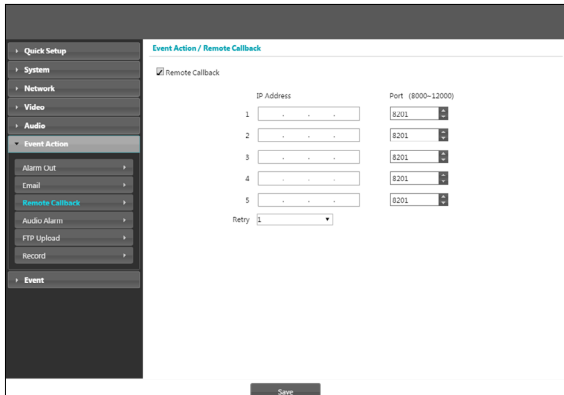 Quick Setup
System
Network
Video
Audio
Event Action
Alarm Out
Email
Remote Callback
Audio Alarm
FTP Upload
Record
Event
Event Action / Remote Callback
Remote Callback
IP Address Port (8000~12000)
1 . . . 8201
2 . . . 8201
3 . . . 8201
4 . . . 8201
5 . . . 8201
Retry 1
Save